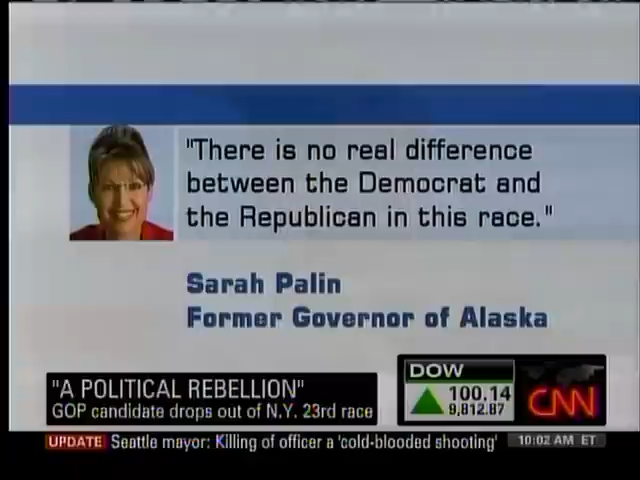 "There is no real difference
between the Democrat and
the Republican in this race."
Sarah Palin
Former Governor of Alaska
"A POLITICAL REBELLION"
GOP candidate drops out of N.Y. 23rd race
DOW
100.14
9,812.87
CNN
UPDATE Seattle mayor: Killing of officer a 'cold-blooded shooting' 10:02 AM ET